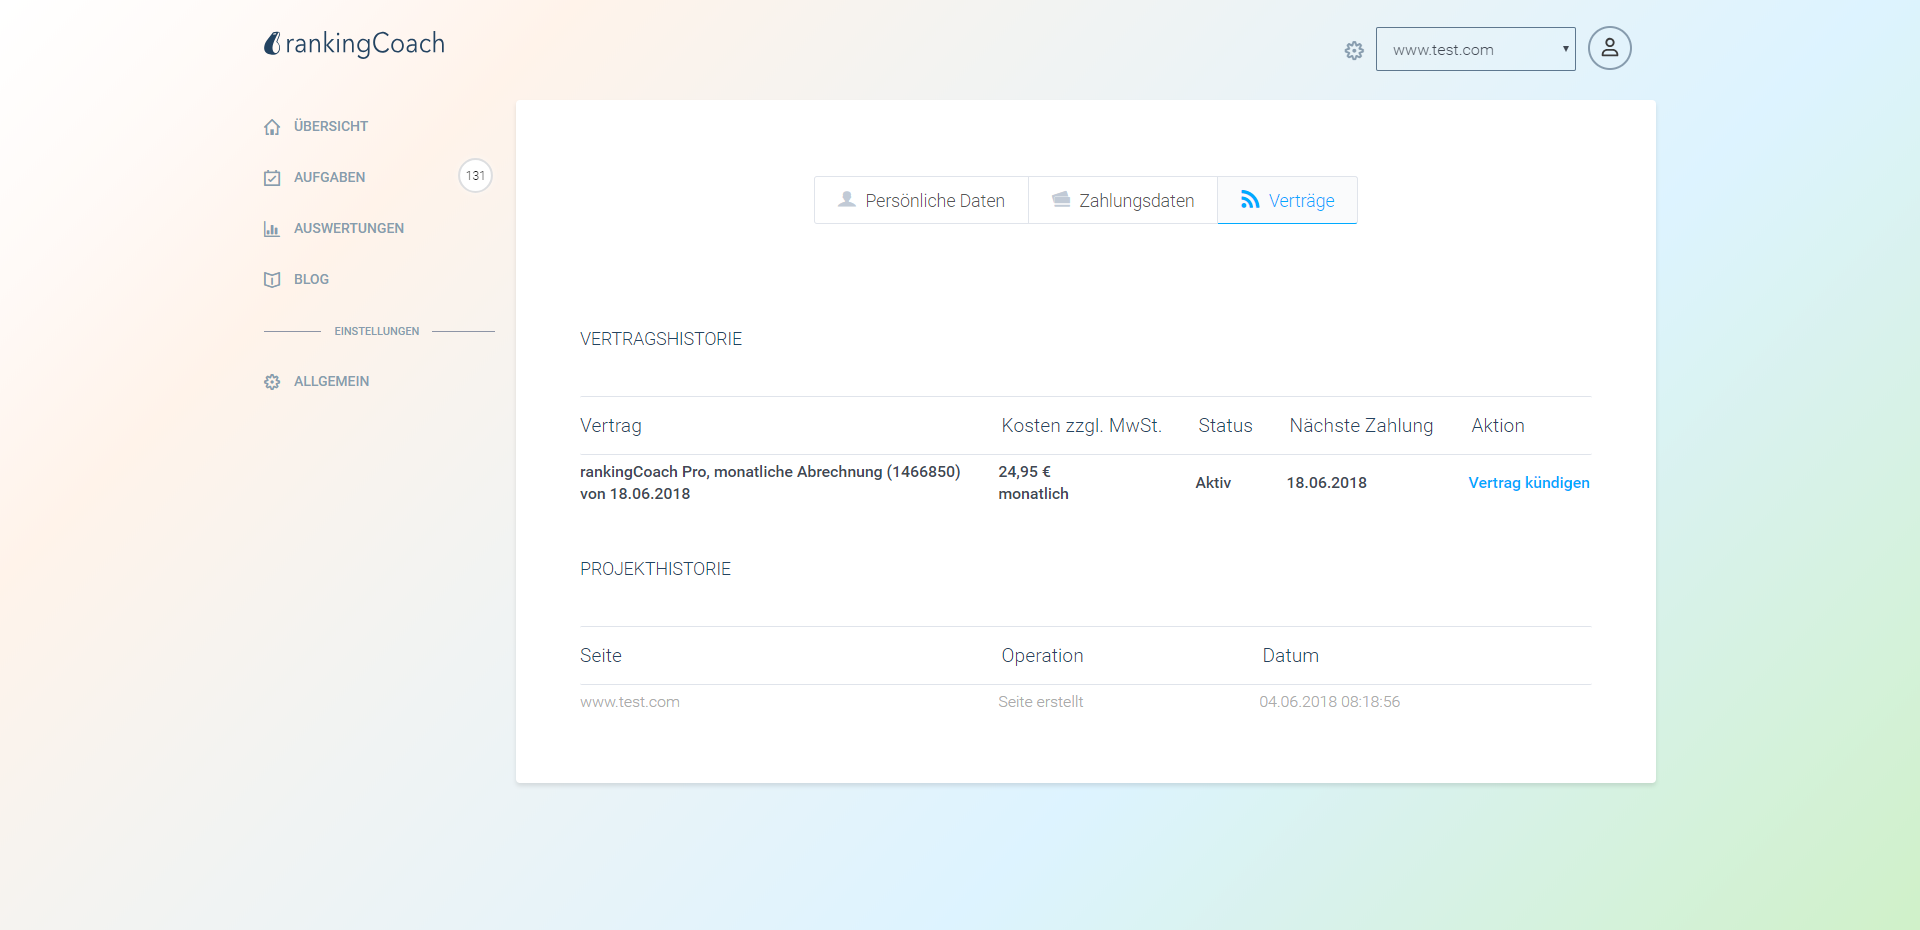 rankingCoach
www.test.com
ÜBERSICHT
AUFGABEN 131
AUSWERTUNGEN
BLOG
EINSTELLUNGEN
ALLGEMEIN
Persönliche Daten Zahlungsdaten Verträge
VERTRAGSHISTORIE
Vertrag Kosten zzgl. MwSt. Status Nächste Zahlung Aktion
rankingCoach Pro, monatliche Abrechnung (1466850)
von 18.06.2018
24,95 €
monatlich
Aktiv
18.06.2018
Vertrag kündigen
PROJEKTHISTORIE
Seite Operation Datum
www.test.com Seite erstellt 04.06.2018 08:18:56